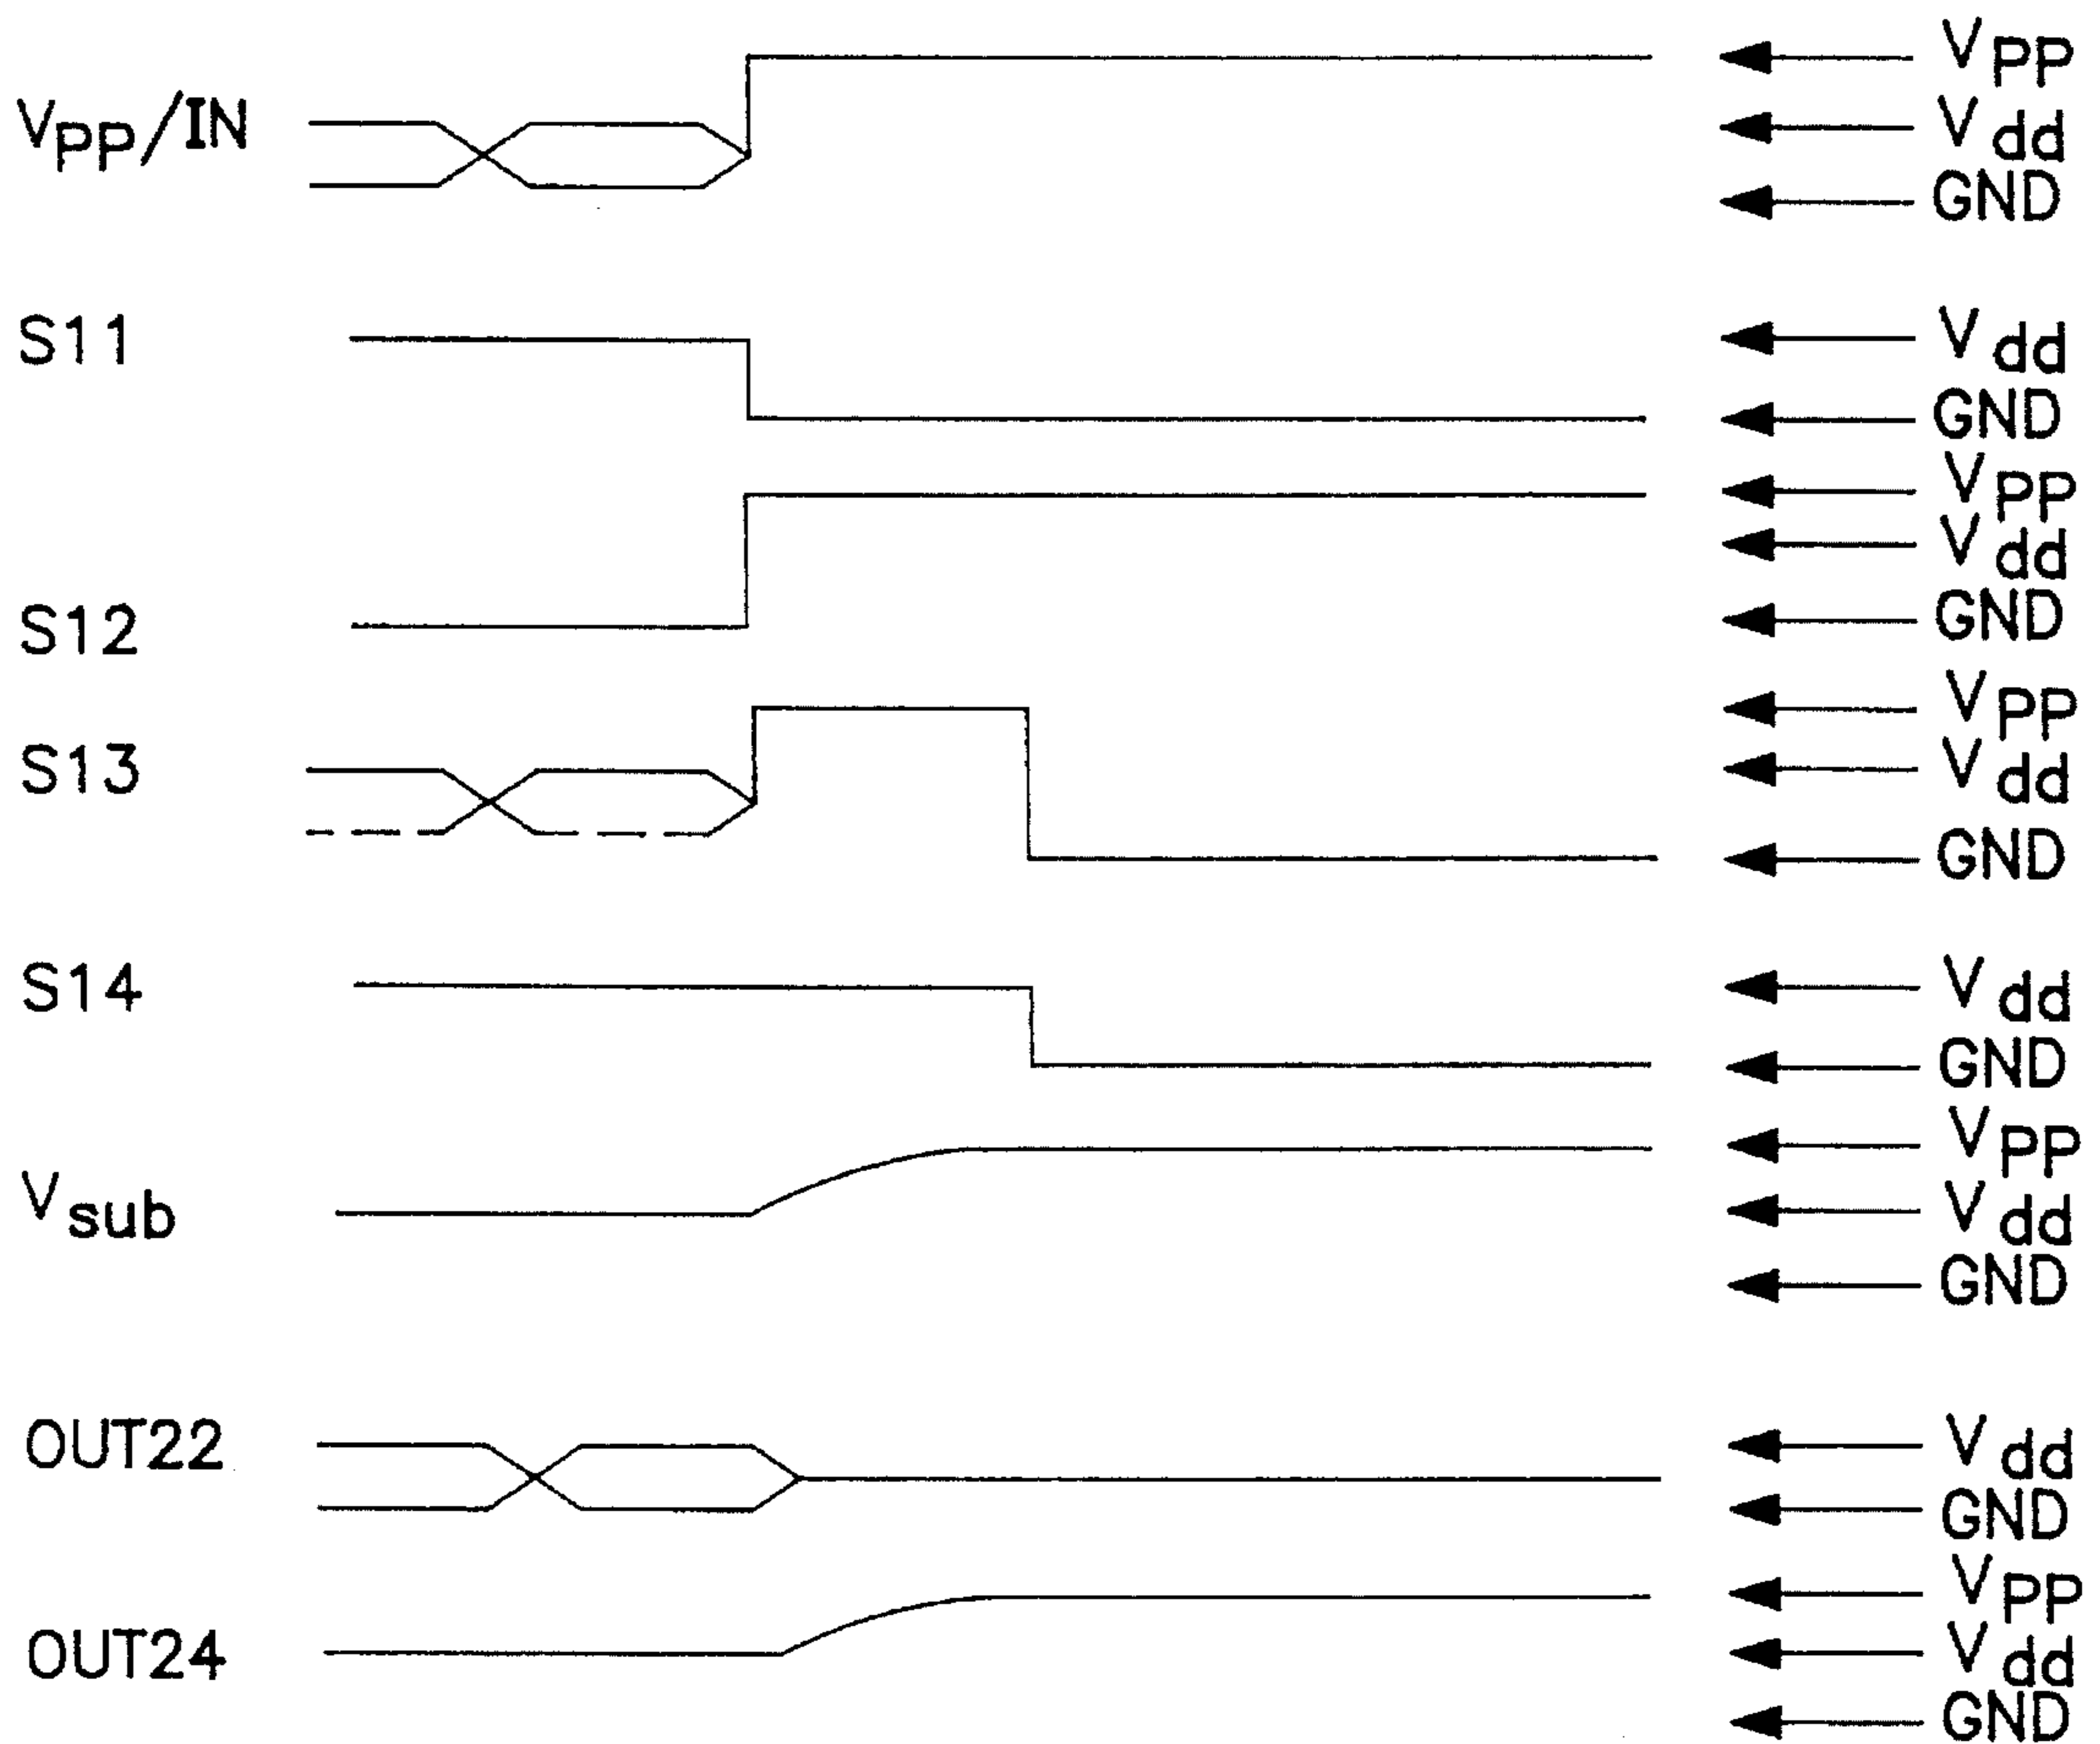 VPP
VPP/IN
Vdd
GND
S11
Vdd
GND
VPP
Vdd
S12
GND
VPP
S13
Vdd
GND
S14
Vdd
GND
VPP
Vsub
Vdd
GND
OUT22
Vdd
GND
VPP
OUT24
Vdd
GND